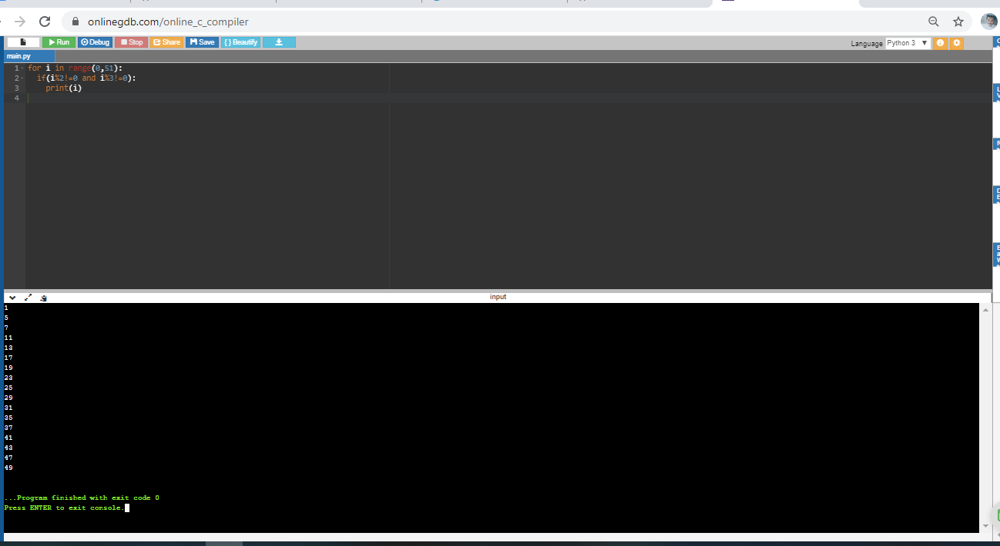 onlinegdb.com/online_c_compiler
Run Debug Stop Share Save {} Beautify
Language Python 3
main.py
1 for i in range(0,51):
2 if(i%2!=0 and i%3!=0):
3 print(i)
4
input
1
5
7
11
13
17
19
23
25
29
31
35
37
41
43
47
49
...Program finished with exit code 0
Press ENTER to exit console.